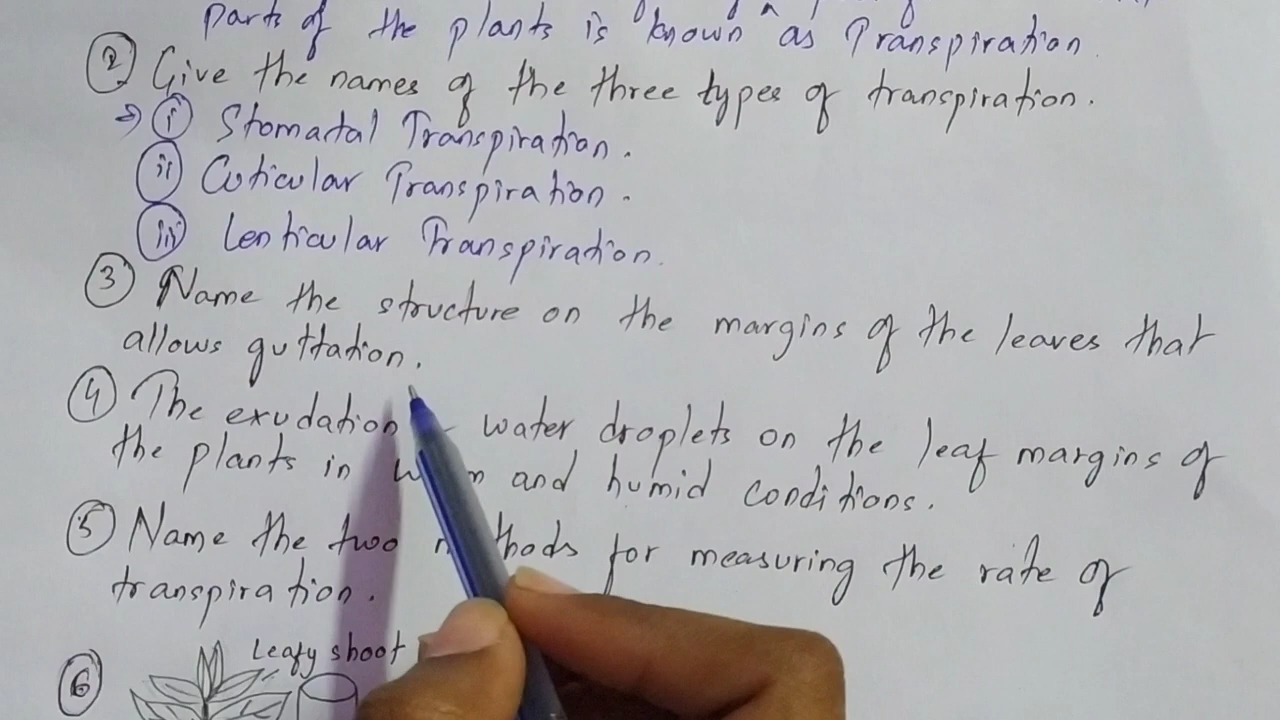 parts of the plants is known as Transpiration.
② Give the names of the three types of transpiration.
→ ⓘ Stomatal Transpiration.
ⅱ Cuticular Transpiration.
ⅲ Lenticular Transpiration.
③ Name the structure on the margins of the leaves that
allows guttation.
④ The exudation water droplets on the leaf margins of
the plants in and humid conditions.
⑤ Name the two for measuring the rate of
transpiration.
⑥ Leafy shoot